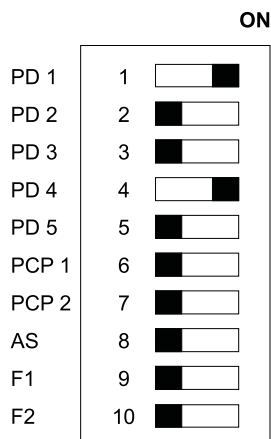 ON
PD 1 1
PD 2 2
PD 3 3
PD 4 4
PD 5 5
PCP 1 6
PCP 2 7
AS 8
F1 9
F2 10